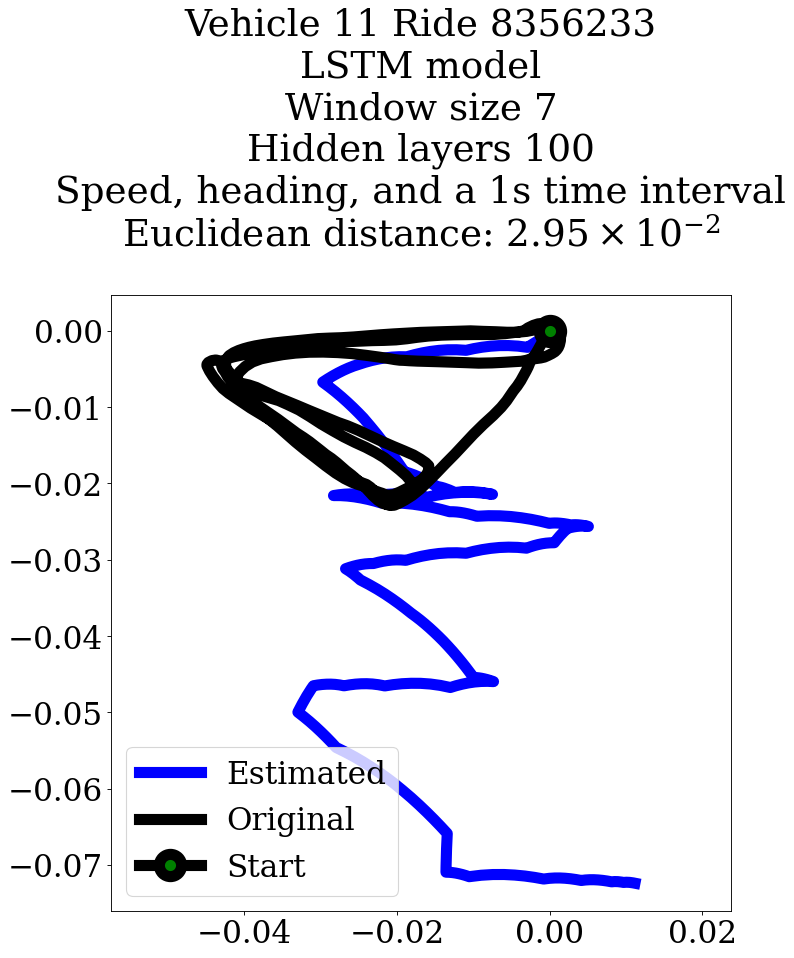 Vehicle 11 Ride 8356233
LSTM model
Window size 7
Hidden layers 100
Speed, heading, and a 1s time interval
Euclidean distance: 2.95 × 10⁻²
0.00
−0.01
−0.02
−0.03
−0.04
−0.05
−0.06
−0.07
Estimated
Original
Start
−0.04 −0.02 0.00 0.02